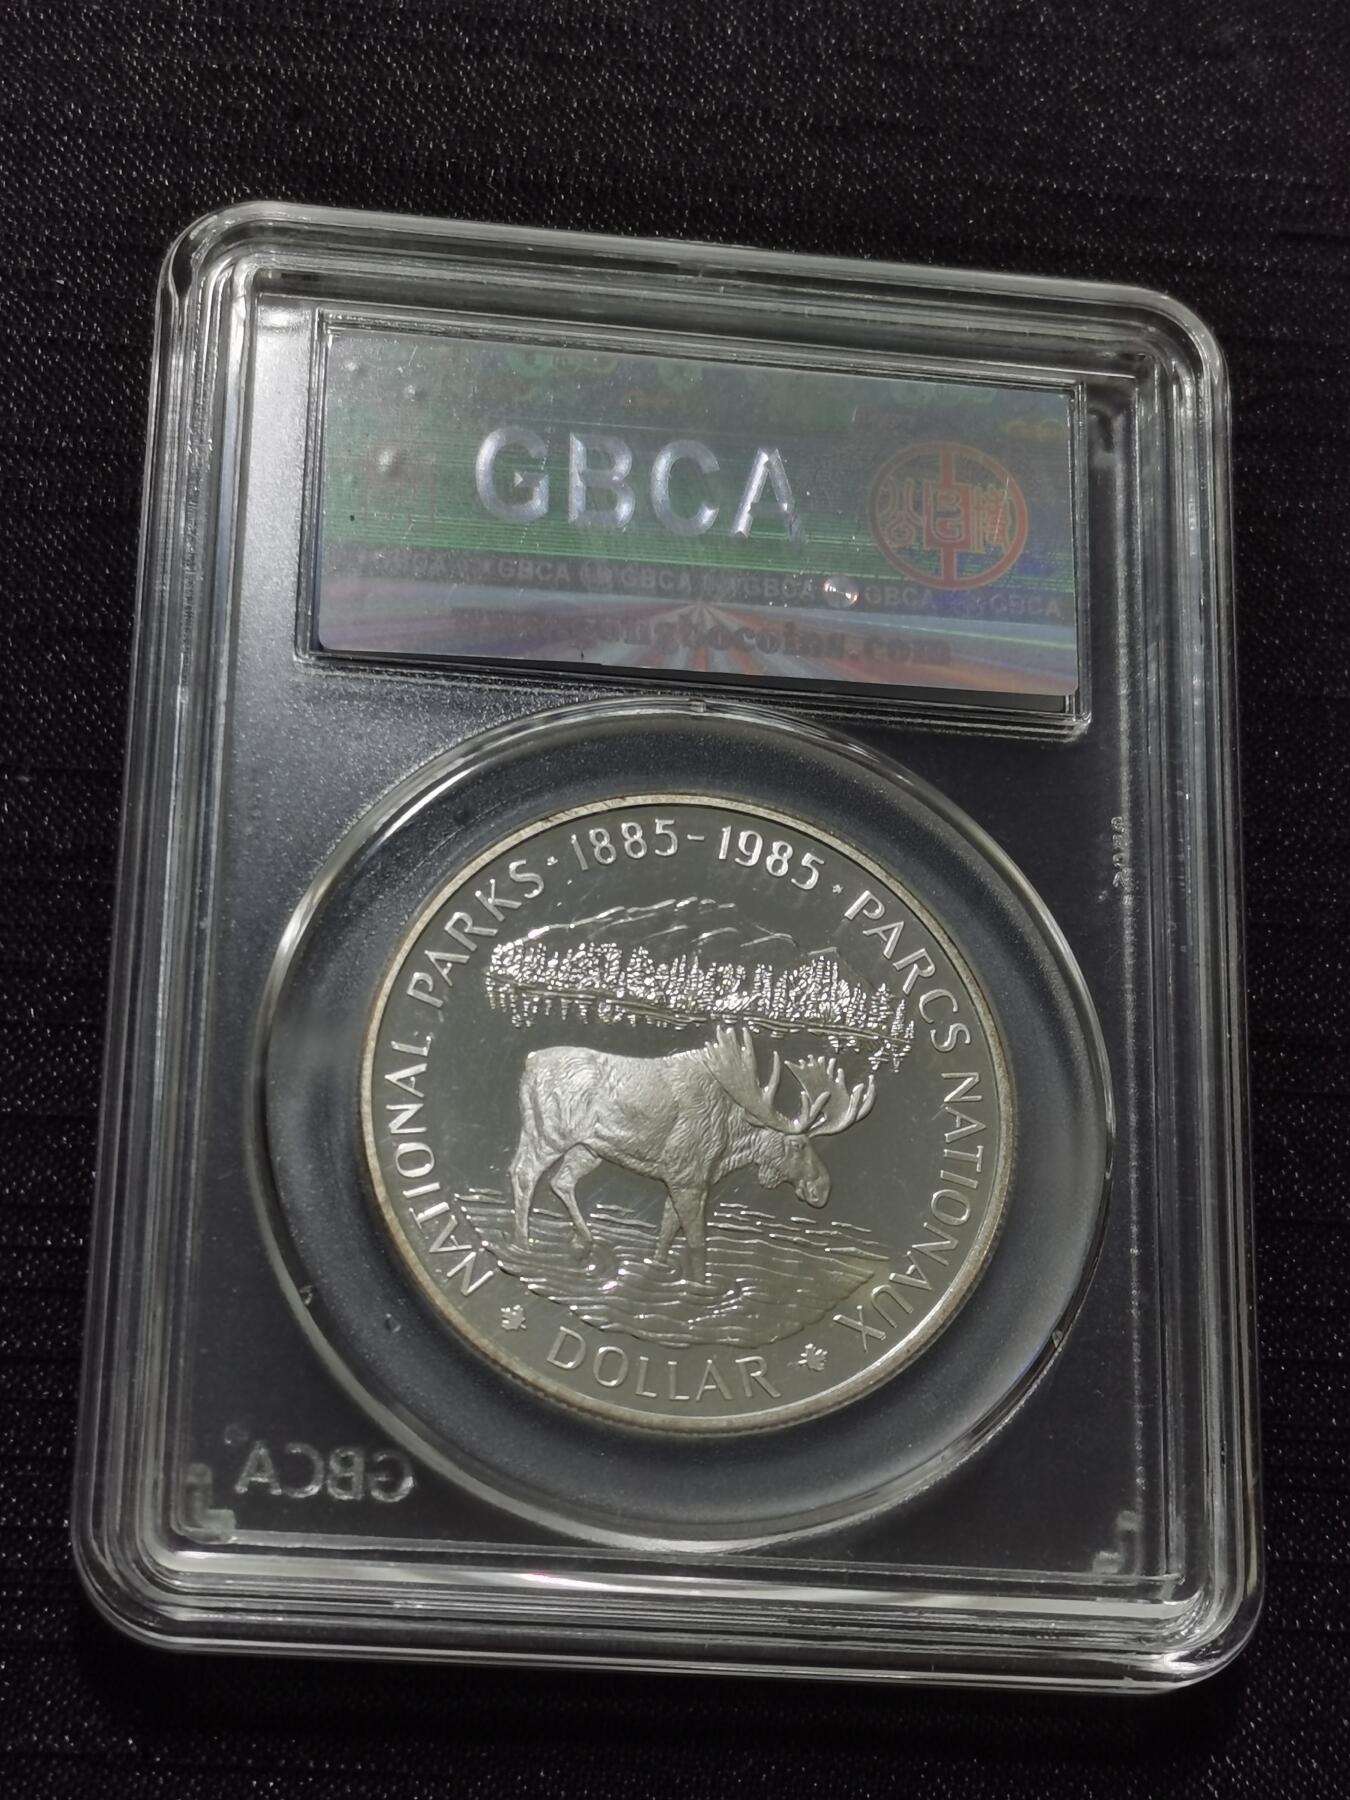 GBCA
GBCA GBCA GBCA GBCA GBCA
NATIONAL PARKS · 1885-1985 · PARCS NATIONAUX
DOLLAR
GBCA